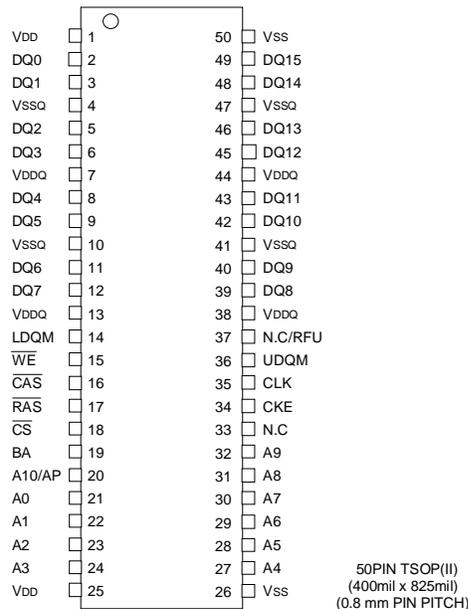 VDD 1 50 VSS
DQ0 2 49 DQ15
DQ1 3 48 DQ14
VSSQ 4 47 VSSQ
DQ2 5 46 DQ13
DQ3 6 45 DQ12
VDDQ 7 44 VDDQ
DQ4 8 43 DQ11
DQ5 9 42 DQ10
VSSQ 10 41 VSSQ
DQ6 11 40 DQ9
DQ7 12 39 DQ8
VDDQ 13 38 VDDQ
LDQM 14 37 N.C/RFU
WE 15 36 UDQM
CAS 16 35 CLK
RAS 17 34 CKE
CS 18 33 N.C
BA 19 32 A9
A10/AP 20 31 A8
A0 21 30 A7
A1 22 29 A6
A2 23 28 A5
A3 24 27 A4
VDD 25 26 VSS
50PIN TSOP(II)
(400mil x 825mil)
(0.8 mm PIN PITCH)